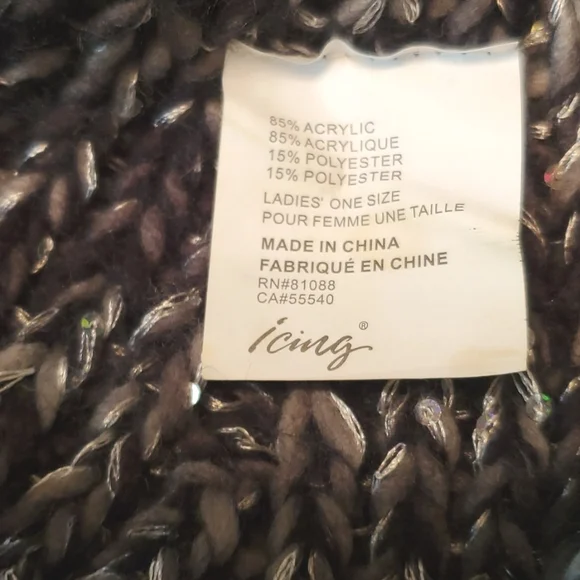 85% ACRYLIC
85% ACRYLIQUE
15% POLYESTER
15% POLYESTER
LADIES' ONE SIZE
POUR FEMME UNE TAILLE
MADE IN CHINA
FABRIQUÉ EN CHINE
RN#81088
CA#55540
icing®